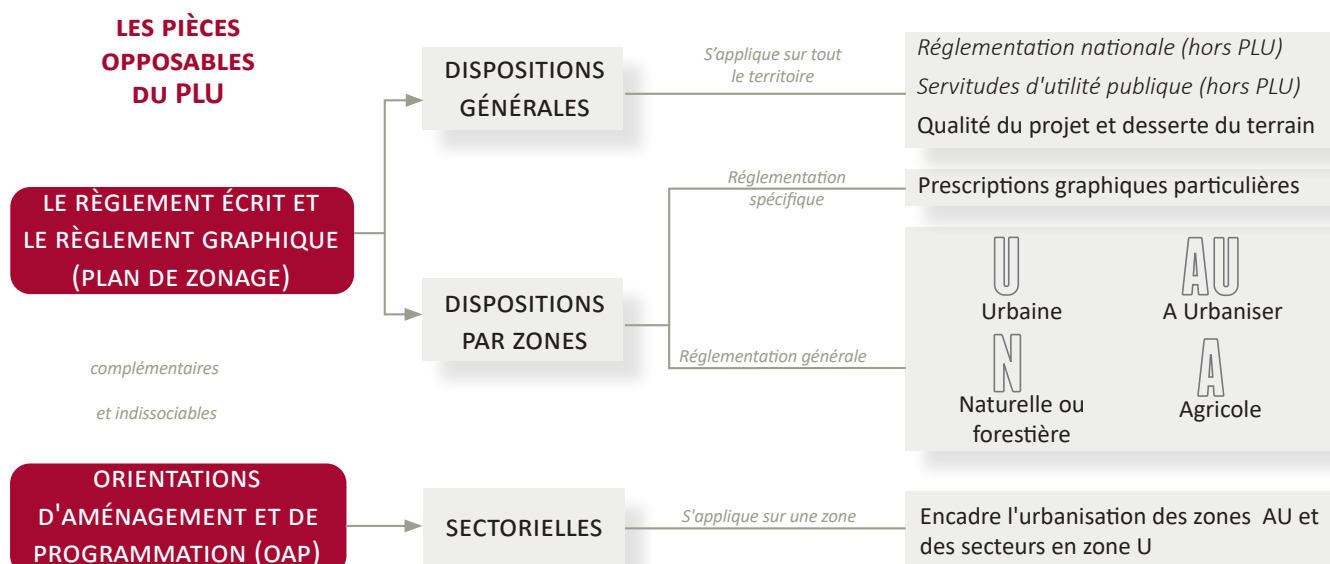 LES PIÈCES
OPPOSABLES
DU PLU
LE RÈGLEMENT ÉCRIT ET
LE RÈGLEMENT GRAPHIQUE
(PLAN DE ZONAGE)
complémentaires
et indissociables
ORIENTATIONS
D'AMÉNAGEMENT ET DE
PROGRAMMATION (OAP)
DISPOSITIONS
GÉNÉRALES
S’applique sur tout
le territoire
Réglementation nationale (hors PLU)
Servitudes d'utilité publique (hors PLU)
Qualité du projet et desserte du terrain
DISPOSITIONS
PAR ZONES
Réglementation
spécifique
Prescriptions graphiques particulières
Réglementation générale
U
Urbaine
AU
A Urbaniser
N
Naturelle ou
forestière
A
Agricole
SECTORIELLES
S'applique sur une zone
Encadre l'urbanisation des zones AU et
des secteurs en zone U